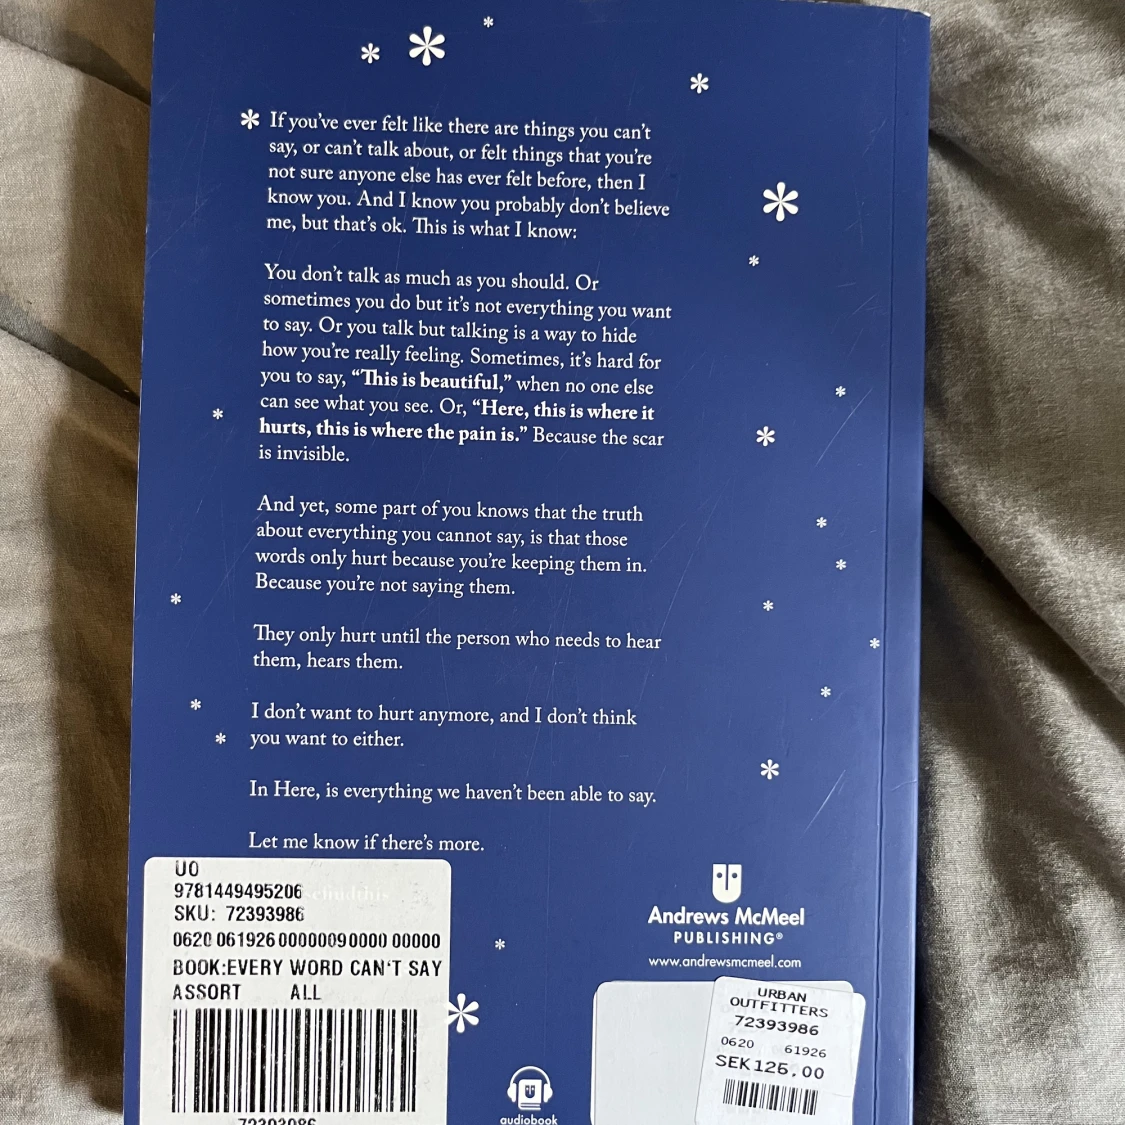 * If you've ever felt like there are things you can't
say, or can't talk about, or felt things that you're
not sure anyone else has ever felt before, then I
know you. And I know you probably don't believe
me, but that's ok. This is what I know:
You don't talk as much as you should. Or
sometimes you do but it's not everything you want
to say. Or you talk but talking is a way to hide
how you're really feeling. Sometimes, it's hard for
you to say, “This is beautiful,” when no one else
can see what you see. Or, “Here, this is where it
hurts, this is where the pain is.” Because the scar
is invisible.
And yet, some part of you knows that the truth
about everything you cannot say, is that those
words only hurt because you're keeping them in.
Because you're not saying them.
They only hurt until the person who needs to hear
them, hears them.
I don't want to hurt anymore, and I don't think
you want to either.
In Here, is everything we haven't been able to say.
Let me know if there's more.
UO
9781449495206
SKU: 72393986
0620 061926 0000009 0000 00000
BOOK:EVERY WORD CAN'T SAY
ASSORT ALL
72393986
Andrews McMeel
PUBLISHING®
www.andrewsmcmeel.com
URBAN
OUTFITTERS
72393986
0620 61926
SEK126.00
audiobook